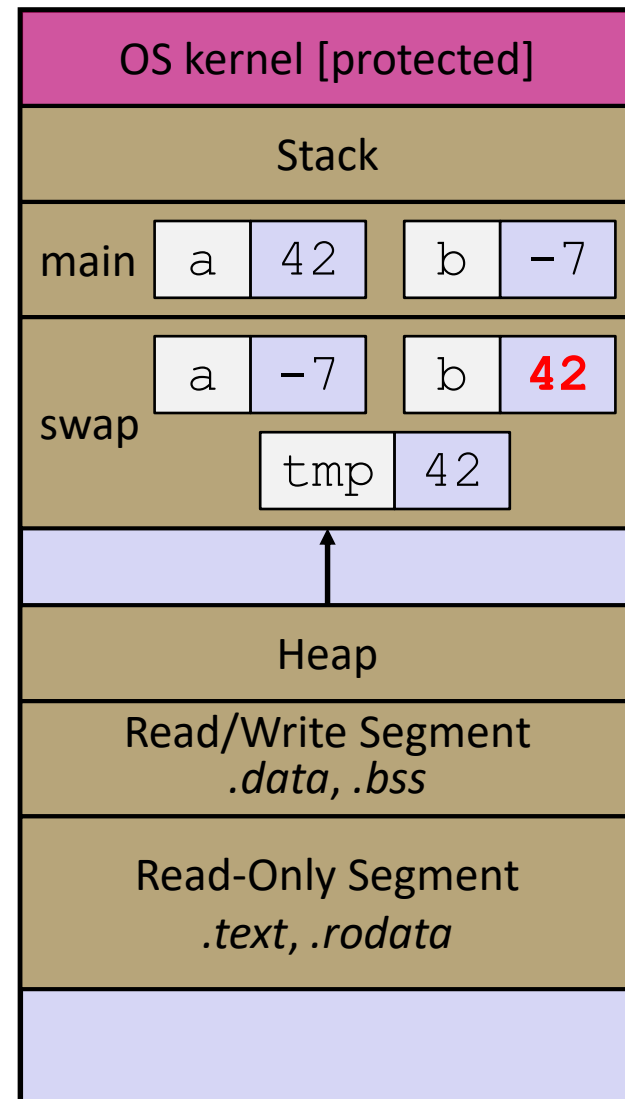 OS kernel [protected]
Stack
main a 42 b -7
a -7 b 42
swap
tmp 42
Heap
Read/Write Segment
.data, .bss
Read-Only Segment
.text, .rodata